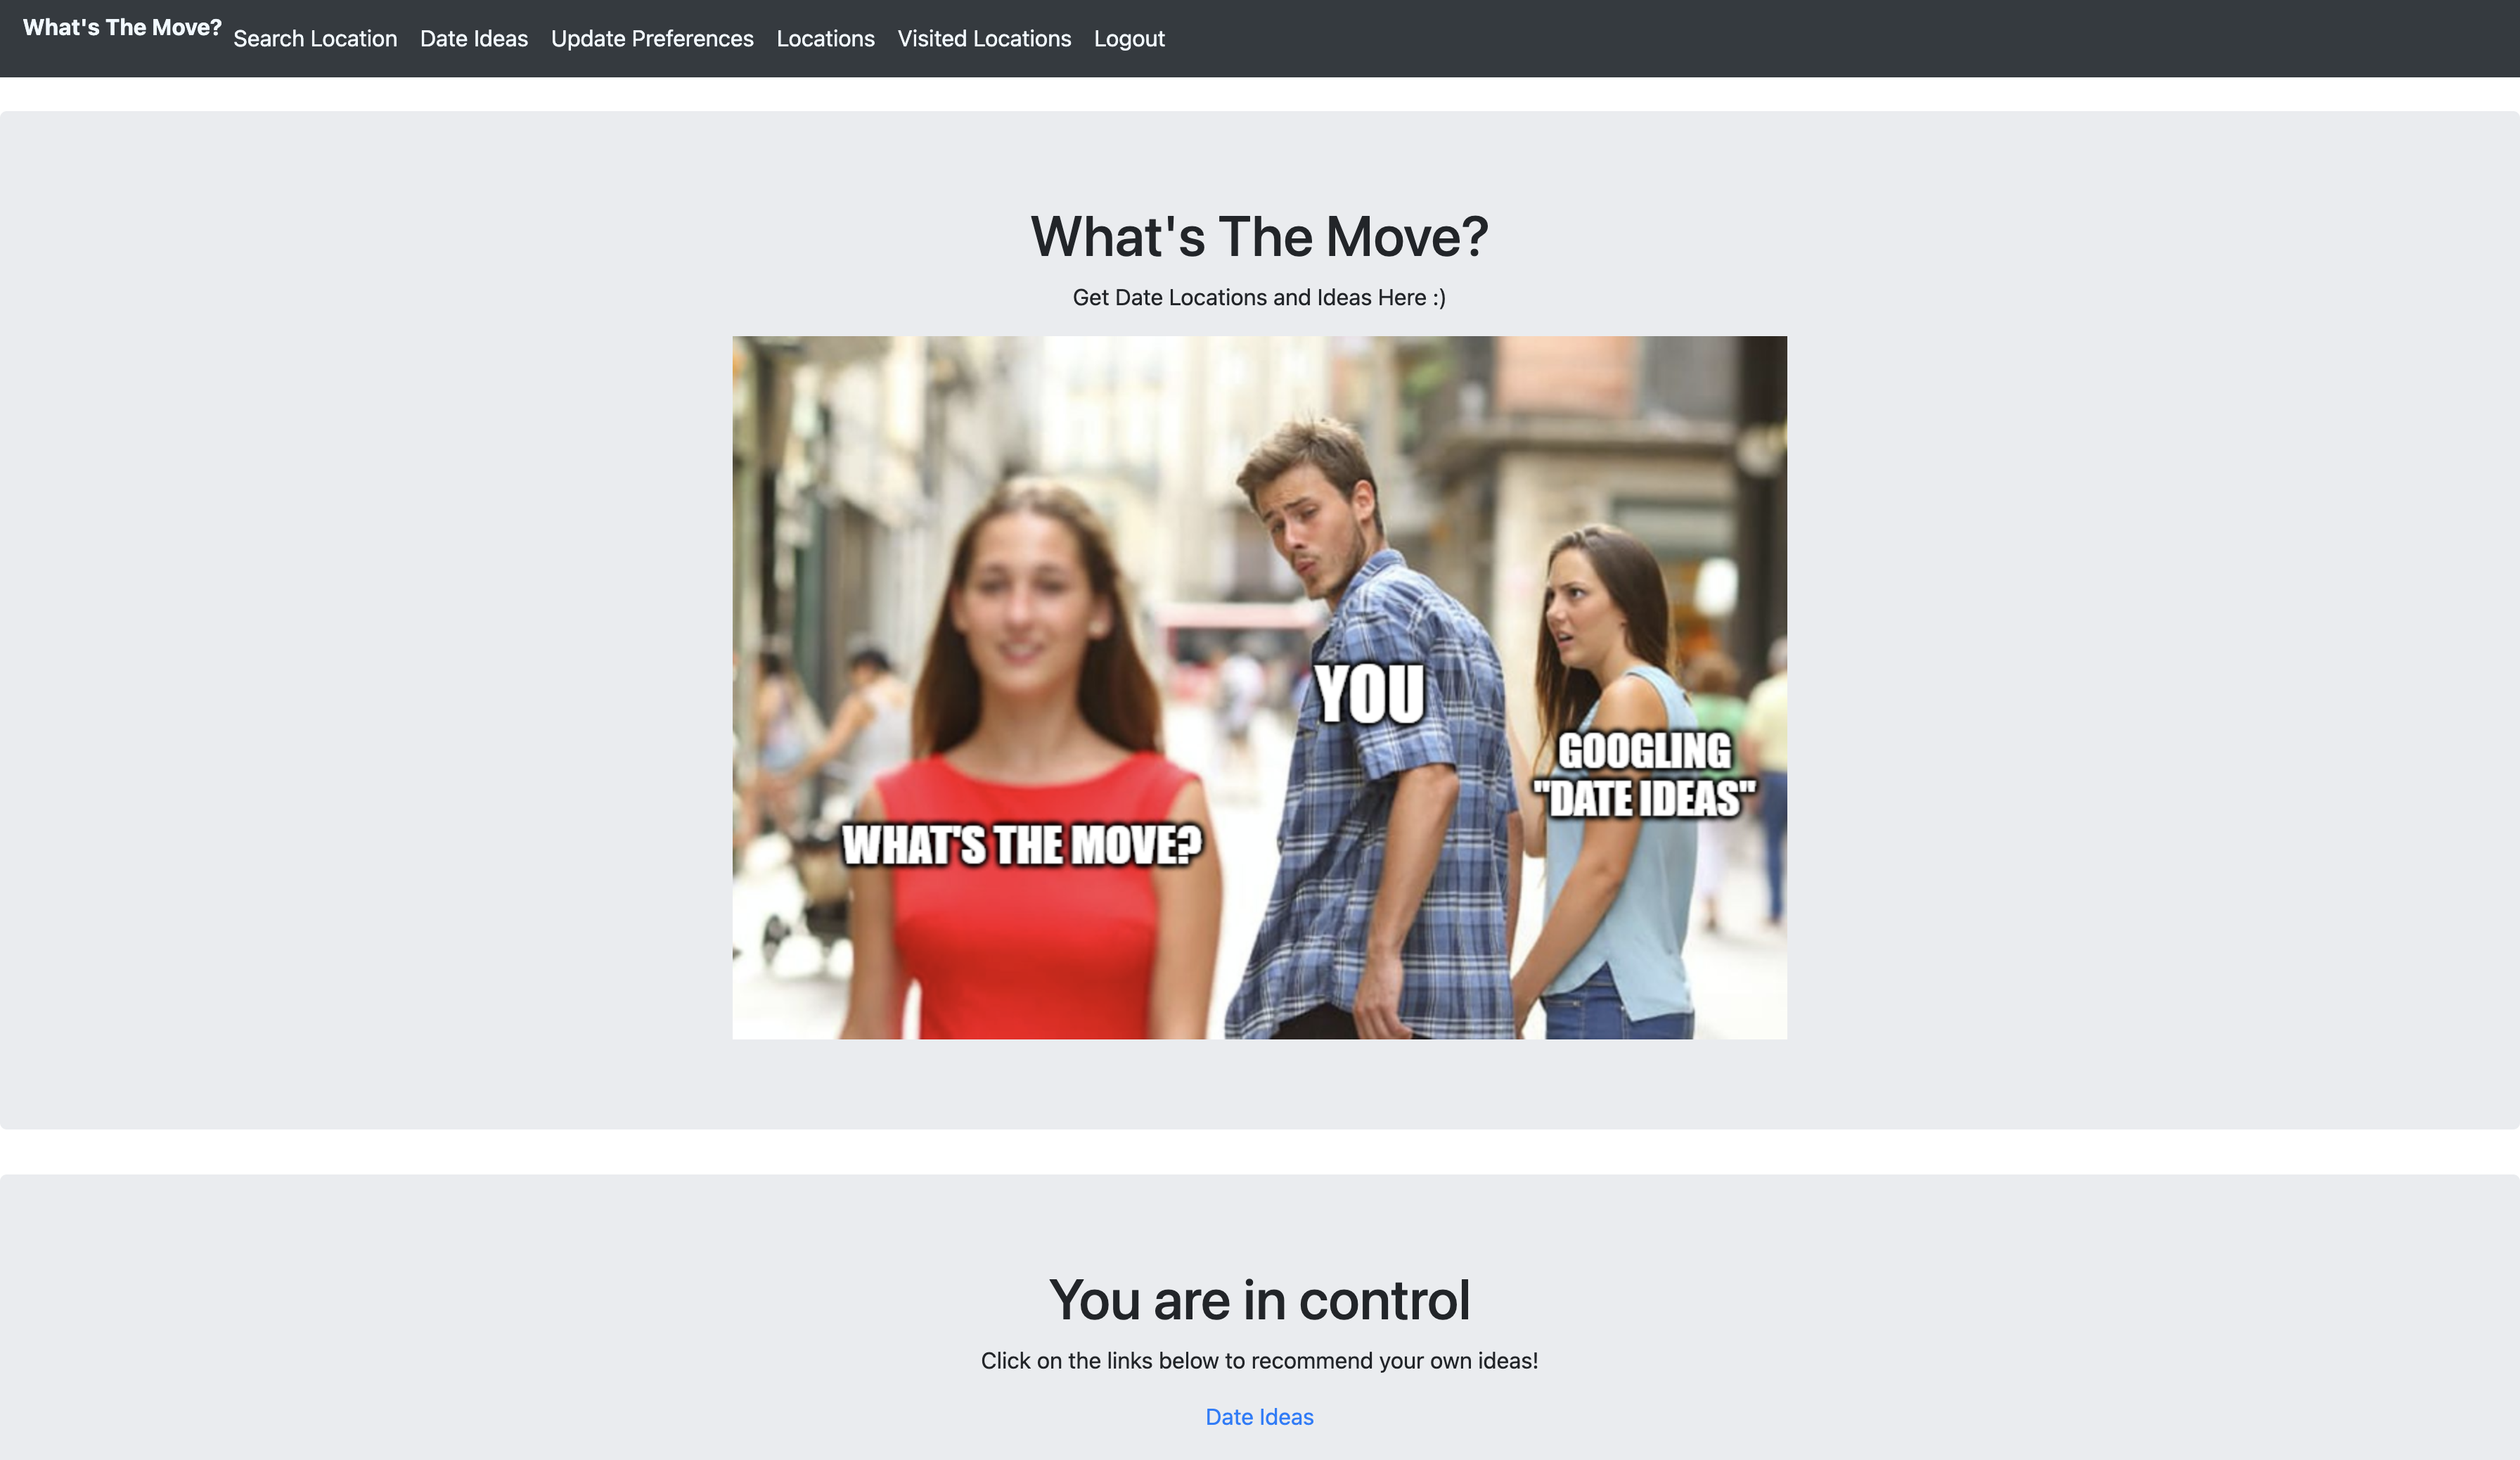 What's The Move? Search Location Date Ideas Update Preferences Locations Visited Locations Logout
What's The Move?
Get Date Locations and Ideas Here :)
YOU
GOOGLING
"DATE IDEAS"
WHAT'S THE MOVE?
You are in control
Click on the links below to recommend your own ideas!
Date Ideas